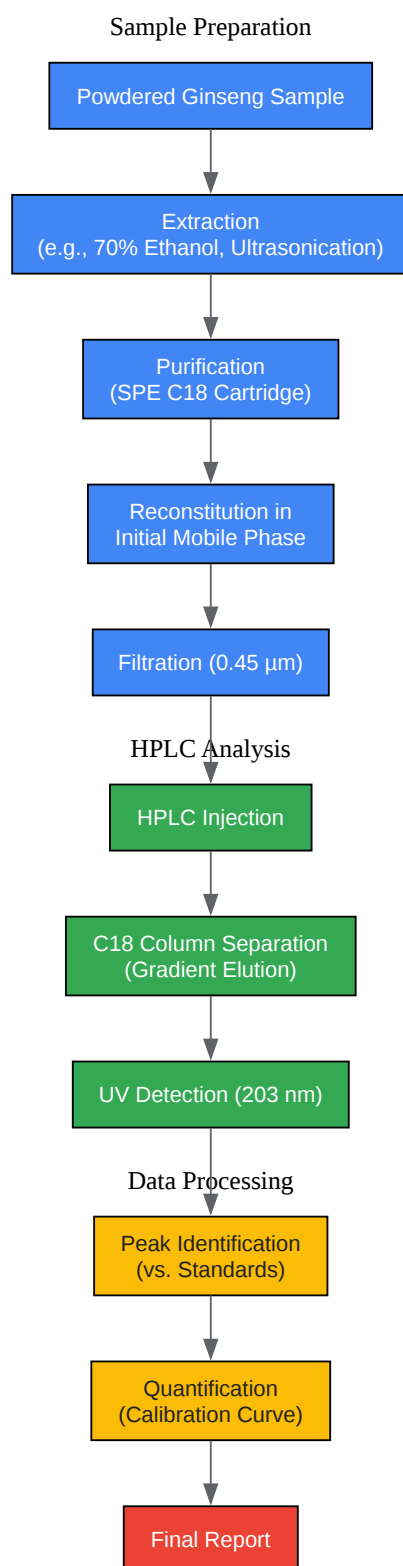 Sample Preparation
Powdered Ginseng Sample
Extraction
(e.g., 70% Ethanol, Ultrasonication)
Purification
(SPE C18 Cartridge)
Reconstitution in
Initial Mobile Phase
Filtration (0.45 µm)
HPLC Analysis
HPLC Injection
C18 Column Separation
(Gradient Elution)
UV Detection (203 nm)
Data Processing
Peak Identification
(vs. Standards)
Quantification
(Calibration Curve)
Final Report